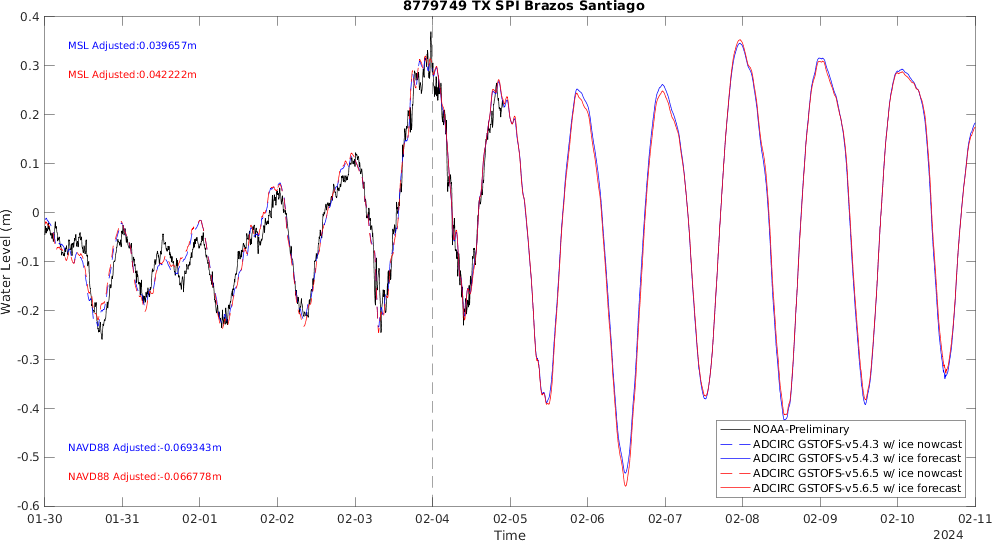 8779749 TX SPI Brazos Santiago
0.4
0.3
0.2
0.1
0
-0.1
-0.2
-0.3
-0.4
-0.5
-0.6
Water Level (m)
MSL Adjusted:0.039657m
MSL Adjusted:0.042222m
NAVD88 Adjusted:-0.069343m
NAVD88 Adjusted:-0.066778m
NOAA-Preliminary
ADCIRC GSTOFS-v5.4.3 w/ ice nowcast
ADCIRC GSTOFS-v5.4.3 w/ ice forecast
ADCIRC GSTOFS-v5.6.5 w/ ice nowcast
ADCIRC GSTOFS-v5.6.5 w/ ice forecast
01-30 01-31 02-01 02-02 02-03 02-04 02-05 02-06 02-07 02-08 02-09 02-10 02-11
Time
2024